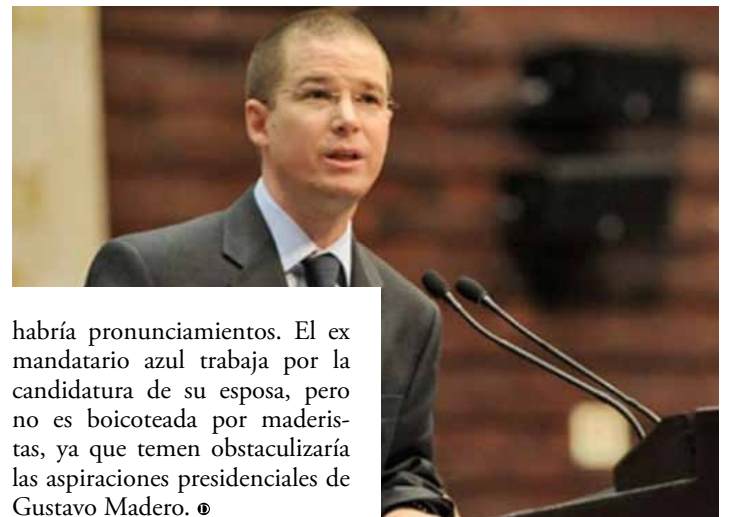 habría pronunciamientos. El ex
mandatario azul trabaja por la
candidatura de su esposa, pero
no es boicoteada por maderis-
tas, ya que temen obstaculizaría
las aspiraciones presidenciales de
Gustavo Madero.